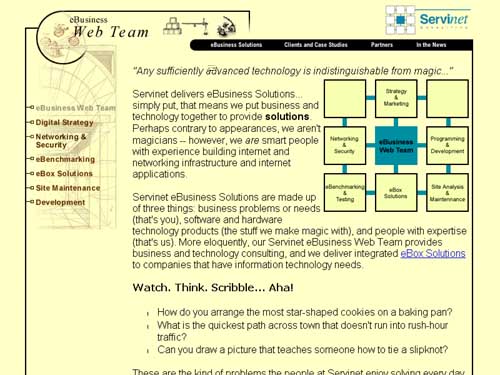 eBusiness
Web Team
Servinet
eBusiness Solutions Clients and Case Studies Partners In the News
"Any sufficiently advanced technology is indistinguishable from magic..."
eBusiness Web Team
Digital Strategy
Networking &
Security
eBenchmarking
eBox Solutions
Site Maintenance
Development
Servinet delivers eBusiness Solutions...
simply put, that means we put business and
technology together to provide solutions.
Perhaps contrary to appearances, we aren't
magicians -- however, we are smart people
with experience building internet and
networking infrastructure and internet
applications.
Strategy
&
Marketing
Networking
&
Security
eBusiness
Web Team
Programming
&
Development
eBenchmarking
&
Testing
eBox
Solutions
Site Analysis
&
Maintennance
Servinet eBusiness Solutions are made up
of three things: business problems or needs
(that's you), software and hardware
technology products (the stuff we make magic with), and people with expertise
(that's us). More eloquently, our Servinet eBusiness Web Team provides
business and technology consulting, and we deliver integrated eBox Solutions
to companies that have information technology needs.
Watch. Think. Scribble... Aha!
How do you arrange the most star-shaped cookies on a baking pan?
What is the quickest path across town that doesn't run into rush-hour
traffic?
Can you draw a picture that teaches someone how to tie a slipknot?
These are the kind of problems the people at Servinet enjoy solving every day